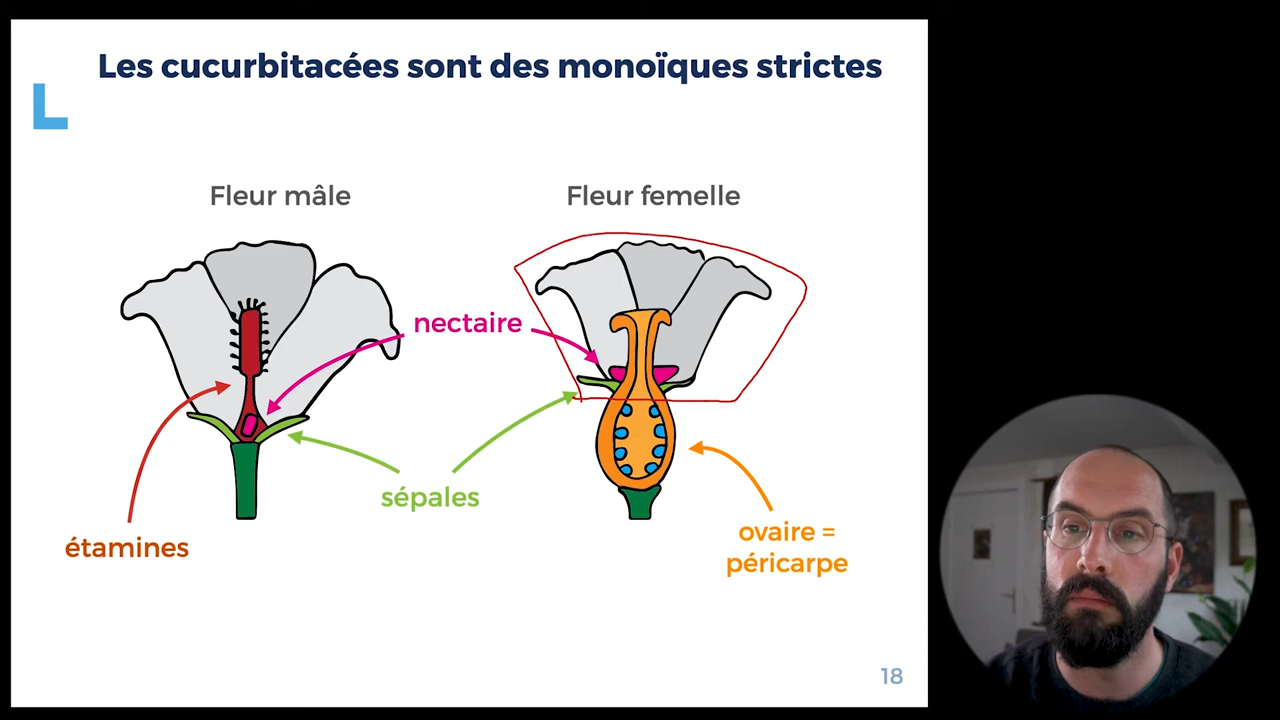 Les cucurbitacées sont des monoïques strictes
Fleur mâle
Fleur femelle
nectaire
sépales
étamines
ovaire =
péricarpe
18